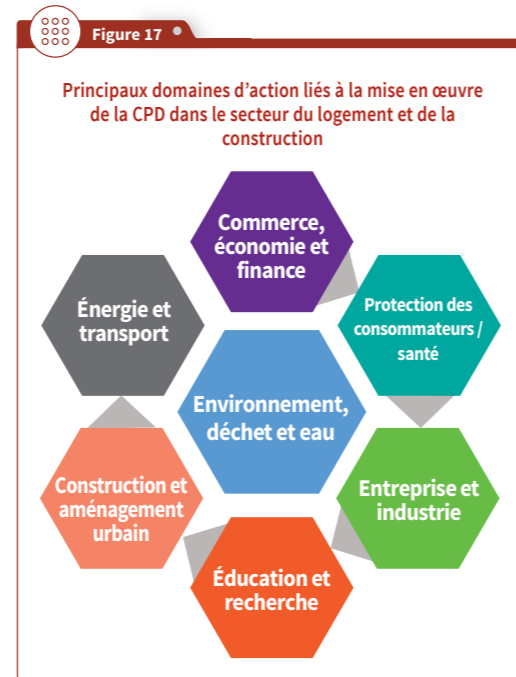 Figure 17
Principaux domaines d’action liés à la mise en œuvre
de la CPD dans le secteur du logement et de la
construction
Commerce,
économie et
finance
Énergie et
transport
Protection des
consommateurs /
santé
Environnement,
déchet et eau
Construction et
aménagement
urbain
Entreprise et
industrie
Éducation et
recherche